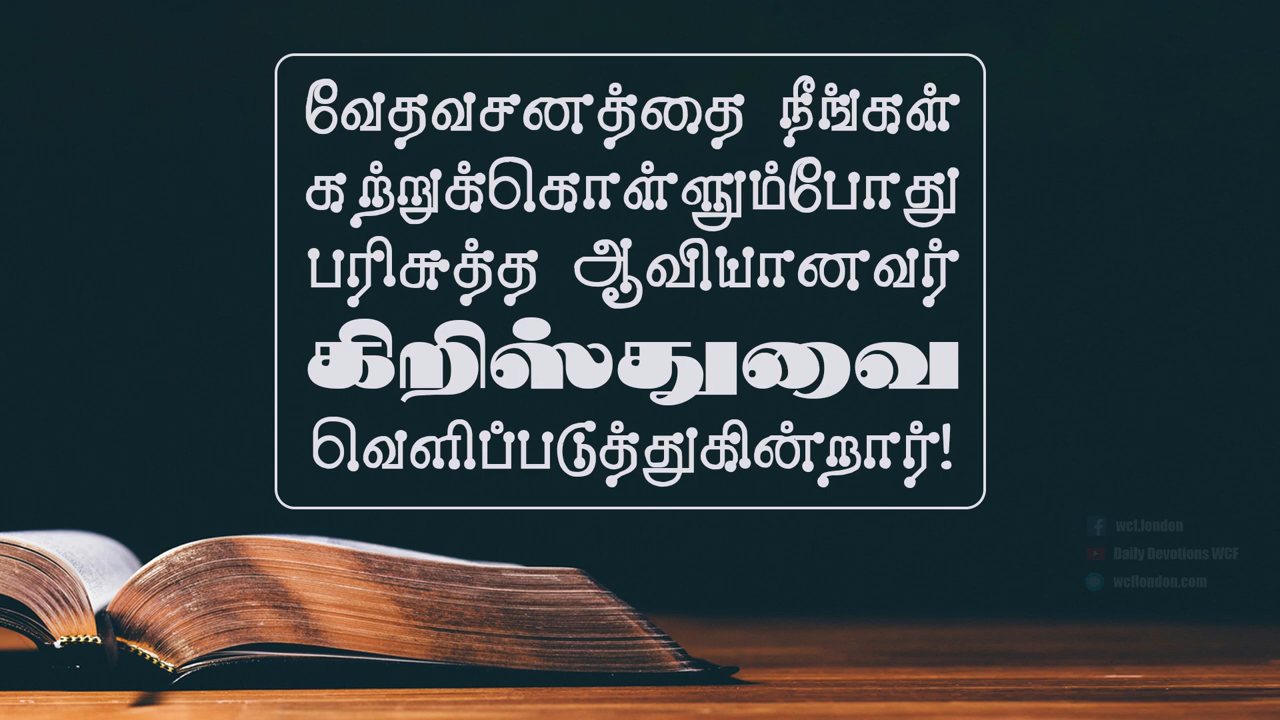 வேதவசனத்தை நீங்கள்
கற்றுக்கொள்ளும்போது
பரிசுத்த ஆவியானவர்
கிறிஸ்துவை
வெளிப்படுத்துகின்றார்!
wcf.london
Daily Devotions WCF
wcflondon.com